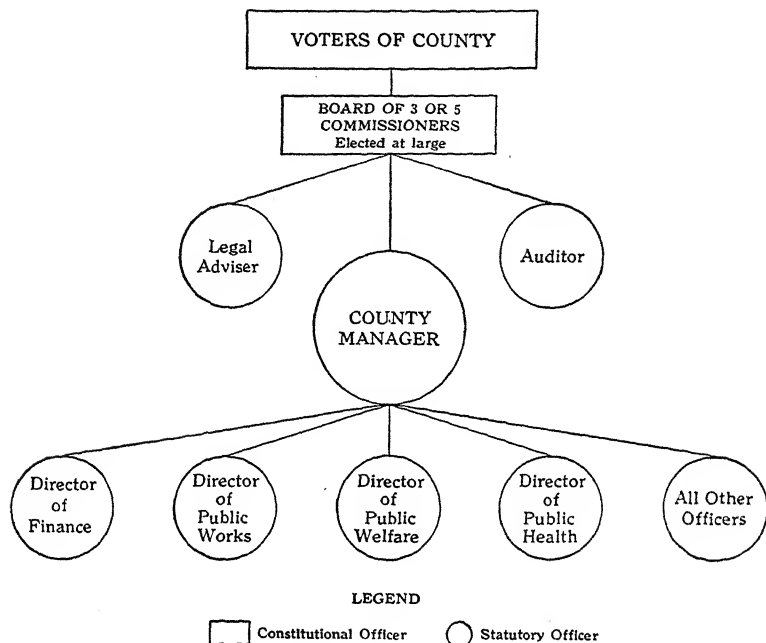 VOTERS OF COUNTY
BOARD OF 3 OR 5
COMMISSIONERS
Elected at large
Legal
Adviser
Auditor
COUNTY
MANAGER
Director
of
Finance
Director
of
Public
Works
Director
of
Public
Welfare
Director
of
Public
Health
All Other
Officers
LEGEND
Constitutional Officer
Statutory Officer